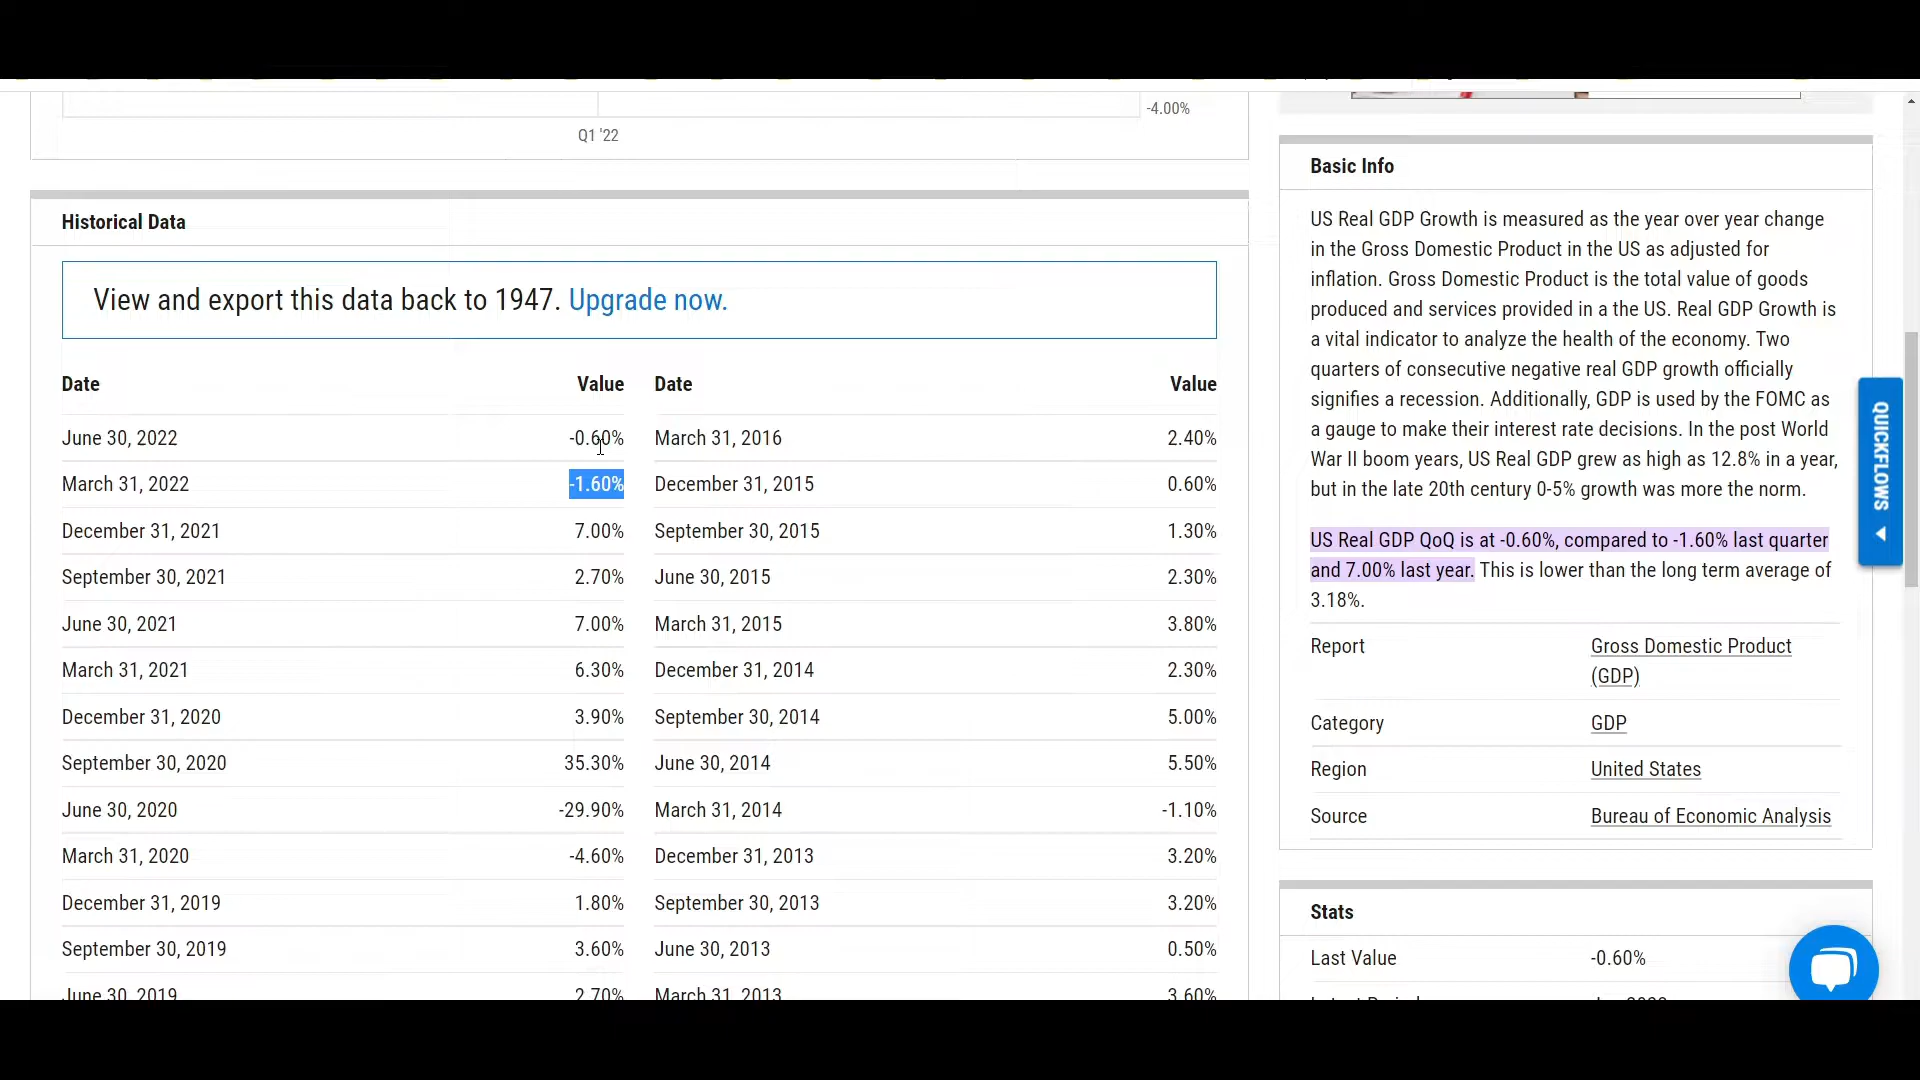 -4.00%
Q1 '22
Historical Data
View and export this data back to 1947. Upgrade now.
Date Value Date Value
June 30, 2022 -0.60% March 31, 2016 2.40%
March 31, 2022 -1.60% December 31, 2015 0.60%
December 31, 2021 7.00% September 30, 2015 1.30%
September 30, 2021 2.70% June 30, 2015 2.30%
June 30, 2021 7.00% March 31, 2015 3.80%
March 31, 2021 6.30% December 31, 2014 2.30%
December 31, 2020 3.90% September 30, 2014 5.00%
September 30, 2020 35.30% June 30, 2014 5.50%
June 30, 2020 -29.90% March 31, 2014 -1.10%
March 31, 2020 -4.60% December 31, 2013 3.20%
December 31, 2019 1.80% September 30, 2013 3.20%
September 30, 2019 3.60% June 30, 2013 0.50%
June 30, 2019 2.70% March 31, 2013 3.60%
Basic Info
US Real GDP Growth is measured as the year over year change
in the Gross Domestic Product in the US as adjusted for
inflation. Gross Domestic Product is the total value of goods
produced and services provided in a the US. Real GDP Growth is
a vital indicator to analyze the health of the economy. Two
quarters of consecutive negative real GDP growth officially
signifies a recession. Additionally, GDP is used by the FOMC as
a gauge to make their interest rate decisions. In the post World
War II boom years, US Real GDP grew as high as 12.8% in a year,
but in the late 20th century 0-5% growth was more the norm.
US Real GDP QoQ is at -0.60%, compared to -1.60% last quarter
and 7.00% last year. This is lower than the long term average of
3.18%.
Report Gross Domestic Product
(GDP)
Category GDP
Region United States
Source Bureau of Economic Analysis
Stats
Last Value -0.60%
QUICKFLOWS